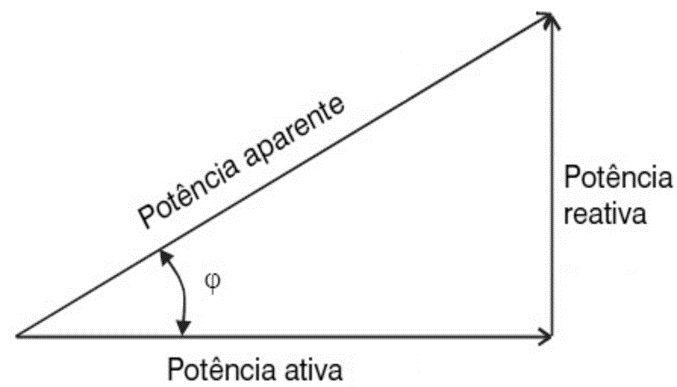 Potência aparente
Potência
reativa
φ
Potência ativa